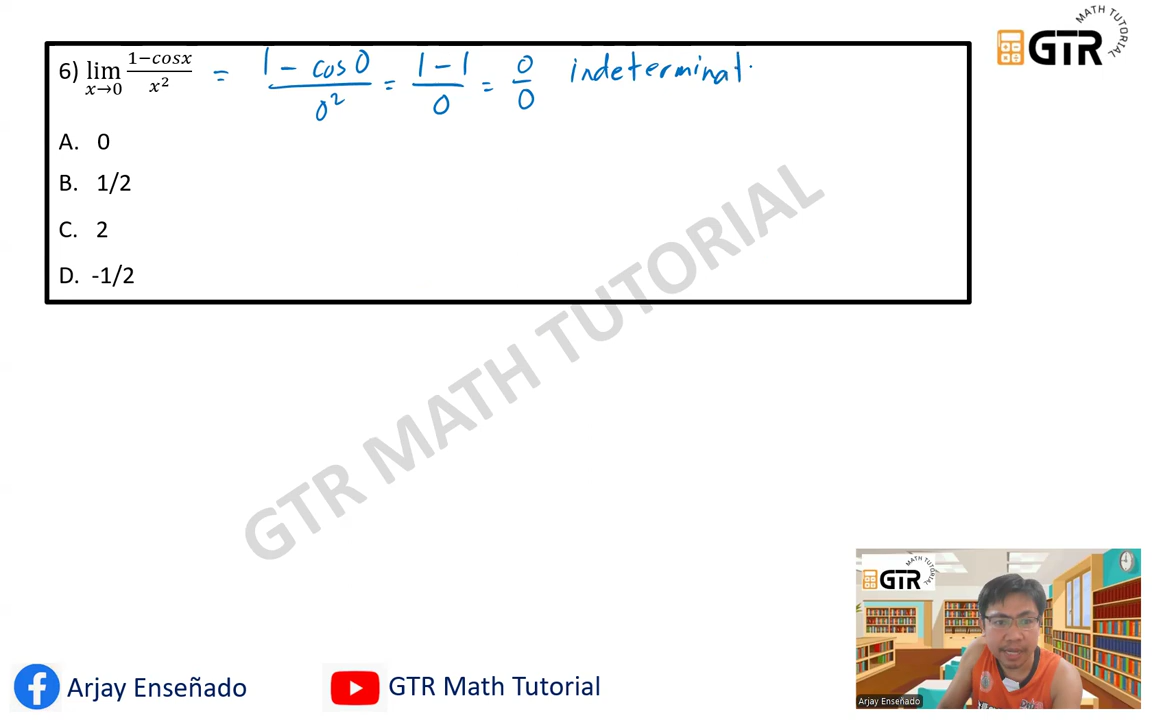 MATH TUTORIAL
GTR
6) lim x→0 1−cosx / x² = 1 - cos 0 / 0² = 1 - 1 / 0 = 0 / 0 indeterminat
A. 0
B. 1/2
C. 2
D. -1/2
GTR MATH TUTORIAL
MATH TUTORIAL
GTR
Arjay Enseñado
GTR Math Tutorial
Arjay Enseñado